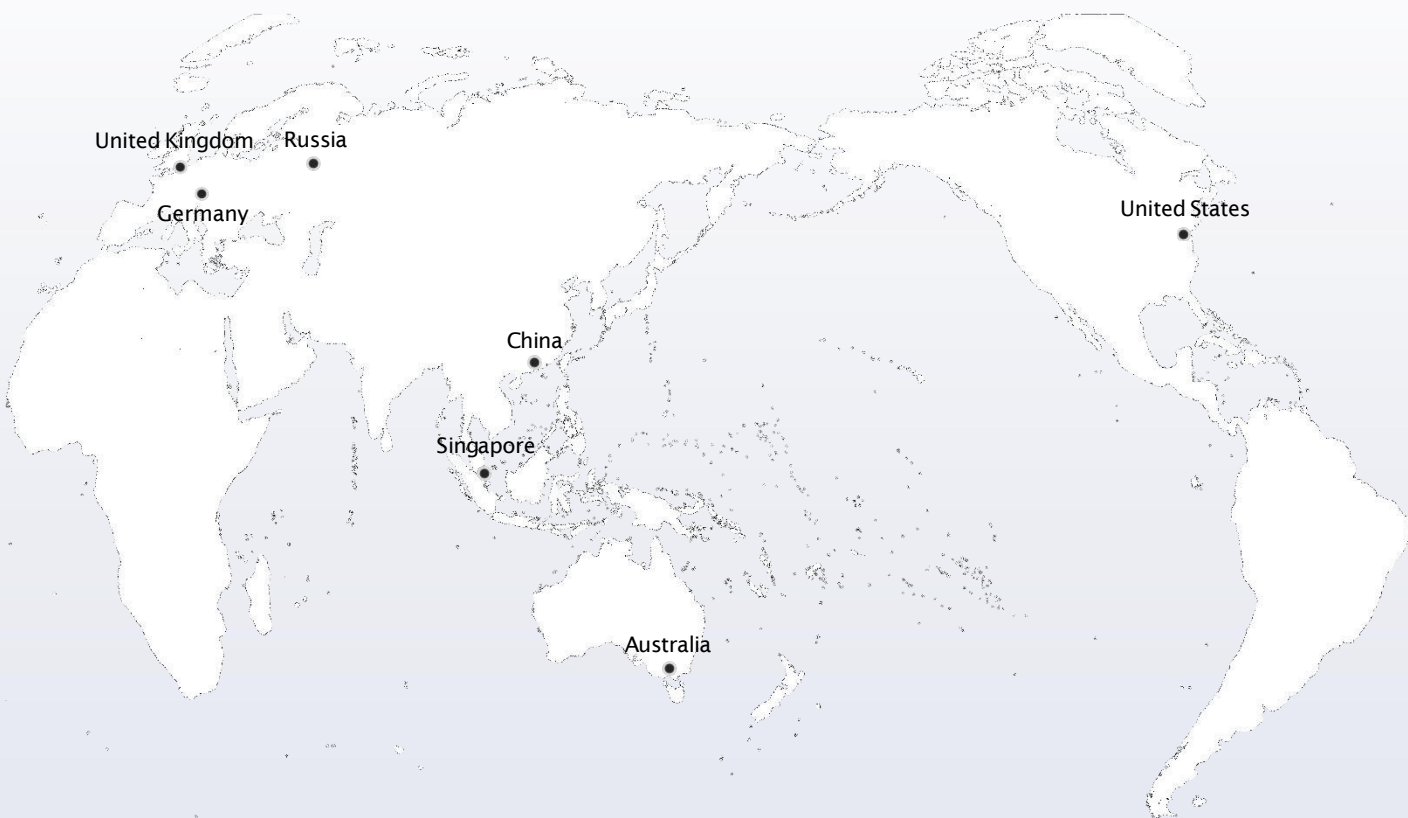 United Kingdom
Russia
Germany
United States
China
Singapore
Australia